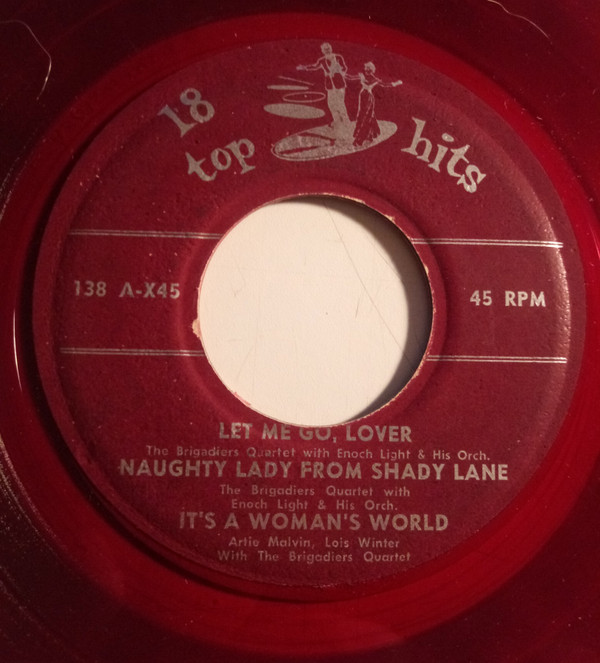 18
top hits
138 A-X45
45 RPM
LET ME GO, LOVER
The Brigadiers Quartet with Enoch Light & His Orch.
NAUGHTY LADY FROM SHADY LANE
The Brigadiers Quartet with
Enoch Light & His Orch.
IT'S A WOMAN'S WORLD
Artie Malvin, Lois Winter
With The Brigadiers Quartet